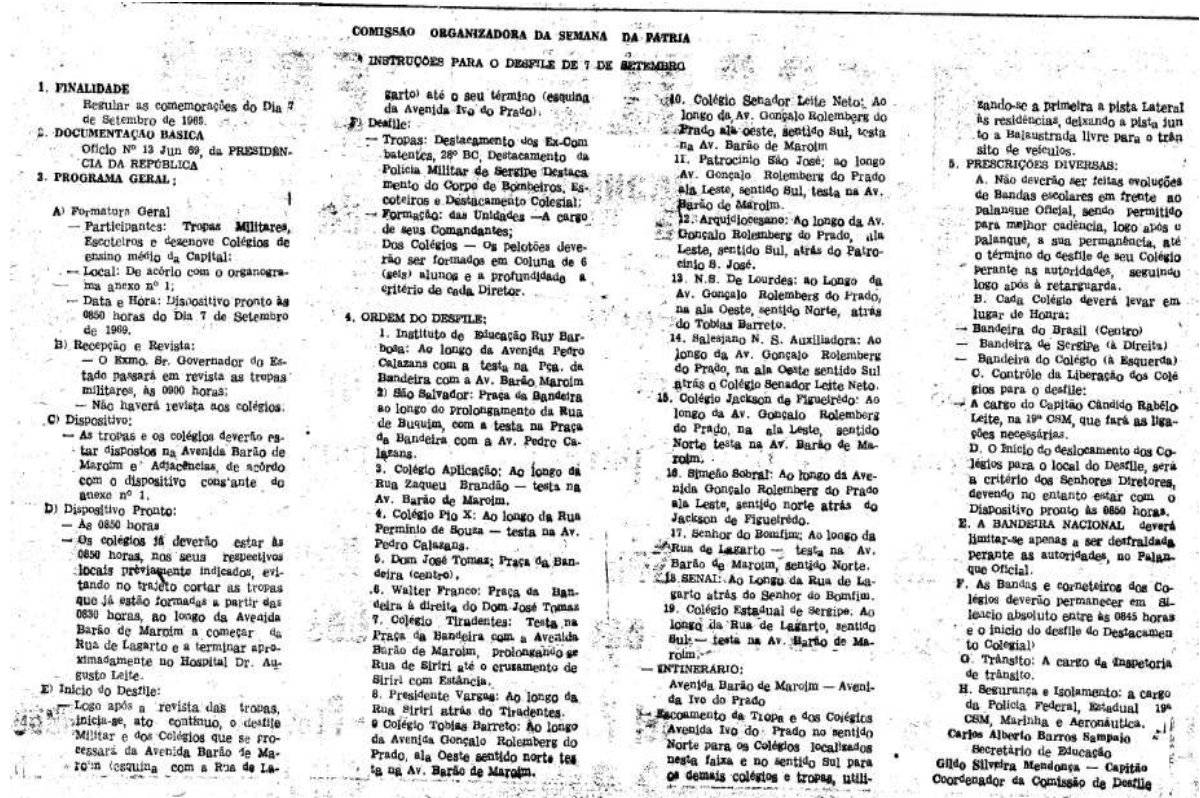 COMISSÃO ORGANIZADORA DA SEMANA DA PATRIA
INSTRUÇÕES PARA O DESFILE DE 7 DE SETEMBRO
1. FINALIDADE
Regular as comemorações do Dia 7
de Setembro de 1969.
2. DOCUMENTAÇAO BASICA
Oficio Nº 13 Jun 69, da PRESIDÊN-
CIA DA REPÚBLICA
3. PROGRAMA GERAL:
A) Formatura Geral
— Participantes: Tropas Militares,
Escoteiros e dezenove Colégios de
ensino médio da Capital;
— Local: De acôrdo com o organogra-
ma anexo nº 1;
— Data e Hora: Dispositivo pronto às
0850 horas do Dia 7 de Setembro
de 1969.
B) Recepção e Revista:
— O Exmo. Sr. Governador do Es-
tado passará em revista as tropas
militares, às 0900 horas;
— Não haverá revista aos colégios.
C) Dispositivo:
— As tropas e os colégios deverão es-
tar dispostos na Avenida Barão de
Maroim e Adjacências, de acôrdo
com o dispositivo constante do
anexo nº 1.
D) Dispositivo Pronto:
— As 0850 horas
— Os colégios já deverão estar às
0850 horas, nos seus respectivos
locais prèviamente indicados, evi-
tando no trajeto cortar as tropas
que já estão formadas a partir das
0830 horas, ao longo da Avenida
Barão de Maroim a começar da
Rua de Lagarto e a terminar apro-
ximadamente no Hospital Dr. Au-
gusto Leite.
E) Inicio do Desfile:
— Logo após a revista das tropas,
inicia-se, ato contínuo, o desfile
Militar e dos Colégios que se pro-
cessará da Avenida Barão de Ma-
roim (esquina com a Rua de La-
garto) até o seu término (esquina
da Avenida Ivo do Prado).
F) Desfile:
— Tropas: Destacamento dos Ex-Com
batentes, 28º BC, Destacamento da
Policia Militar de Sergipe Destaca
mento do Corpo de Bombeiros, Es-
coteiros e Destacamento Colegial;
— Formação: das Unidades — A cargo
de seus Comandantes;
Dos Colégios — Os pelotões deve-
rão ser formados em Coluna de 6
(seis) alunos e a profundidade a
critério de cada Diretor.
4. ORDEM DO DESFILE:
1. Instituto de Educação Ruy Bar-
bosa: Ao longo da Avenida Pedro
Calazans com a testa na Pça. da
Bandeira com a Av. Barão Maroim
2) São Salvador: Praça da Bandeira
ao longo do prolongamento da Rua
de Buquim, com a testa na Praça
da Bandeira com a Av. Pedro Ca-
lazans.
3. Colégio Aplicação: Ao longo da
Rua Zaqueu Brandão — testa na
Av. Barão de Maroim.
4. Colégio Pio X: Ao longo da Rua
Permínio de Souza — testa na Av.
Pedro Calazans.
5. Dom José Tomaz; Praça da Ban-
deira (centro).
6. Walter Franco: Praça da Ban-
deira à direita do Dom José Tomaz
7. Colégio Tiradentes: Testa na
Praça da Bandeira com a Avenida
Barão de Maroim, prolongando se
Rua de Siriri até o cruzamento de
Siriri com Estância.
8. Presidente Vargas: Ao longo da
Rua Siriri atrás do Tiradentes.
9 Colégio Tobias Barreto: Ao longo
da Avenida Gonçalo Rolemberg do
Prado, ala Oeste sentido norte tes
ta na Av. Barão de Maroim.
10. Colégio Senador Leite Neto: Ao
longo da Av. Gonçalo Rolemberg do
Prado ala oeste, sentido Sul, testa
na Av. Barão de Maroim
11. Patrocinio São José; ao longo
Av. Gonçalo Rolemberg do Prado
ala Leste, sentido Sul, testa na Av.
Barão de Maroim.
12. Arquidiocesano: Ao longo da Av.
Gonçalo Rolemberg do Prado, ala
Leste, sentido Sul, atrás do Patro-
cinio S. José.
13. N.S. De Lourdes: ao Longo da
Av. Gonçalo Rolemberg do Prado,
na ala Oeste, sentido Norte, atrás
do Tobias Barreto.
14. Salesiano N. S. Auxiliadora: Ao
longo da Av. Gonçalo Rolemberg
do Prado, na ala Oeste sentido Sul
atrás o Colégio Senador Leite Neto.
15. Colégio Jackson de Figueirêdo: Ao
longo da Av. Gonçalo Rolemberg
do Prado, na ala Leste, sentido
Norte testa na Av. Barão de Ma-
roim.
16. Simeão Sobral: Ao longo da Ave-
nida Gonçalo Rolemberg do Prado
ala Leste, sentido norte atrás do
Jackson de Figueirêdo.
17. Senhor do Bomfim; Ao longo da
Rua de Lagarto — testa na Av.
Barão de Maroim, sentido Norte.
18. SENAI: Ao Longo da Rua de La-
garto atrás do Senhor do Bomfim.
19. Colégio Estadual de Sergipe: Ao
longo da Rua de Lagarto, sentido
Sul — testa na Av. Barão de Ma-
roim.
— INTINERÁRIO:
Avenida Barão de Maroim — Aveni-
da Ivo do Prado
— Escoamento da Tropa e dos Colégios
Avenida Ivo do Prado no sentido
Norte para os Colégios localizados
nesta faixa e no sentido Sul para
os demais colégios e tropas, utili-
zando-se a primeira a pista Lateral
às residências, deixando a pista jun
to a Balaustrada livre para o trân
sito de veículos.
5. PRESCRIÇÕES DIVERSAS:
A. Não deverão ser feitas evoluções
de Bandas escolares em frente ao
palanque Oficial, sendo permitido
para melhor cadência, logo após o
palanque, a sua permanência, até
o término do desfile de seu Colégio
perante as autoridades, seguindo
logo após à retarguarda.
B. Cada Colégio deverá levar em
lugar de Honra:
— Bandeira do Brasil (Centro)
— Bandeira de Sergipe (à Direita)
— Bandeira do Colégio (à Esquerda)
C. Contrôle da Liberação dos Colé
gios para o desfile:
— A cargo do Capitão Cândido Rabêlo
Leite, na 19ª CSM, que fará as liga-
ções necessárias.
D. O Início do deslocamento dos Co-
légios para o local do Desfile, será
a critério dos Senhores Diretores,
devendo no entanto estar com o
Dispositivo pronto às 0850 horas.
E. A BANDEIRA NACIONAL deverá
limitar-se apenas a ser desfraldada
perante as autoridades, no Palan-
que Oficial.
F. As Bandas e corneteiros dos Co-
légios deverão permanecer em Si-
lencio absoluto entre às 0845 horas
e o inicio do desfile do Destacamen
to Colegial)
G. Trânsito: A cargo da Inspetoria
de trânsito.
H. Segurança e Isolamento: a cargo
da Policia Federal, Estadual 19ª
CSM, Marinha e Aeronáutica.
Carlos Alberto Barros Sampaio
Secretário de Educação
Gildo Silveira Mendonça — Capitão
Coordenador da Comissão de Desfile